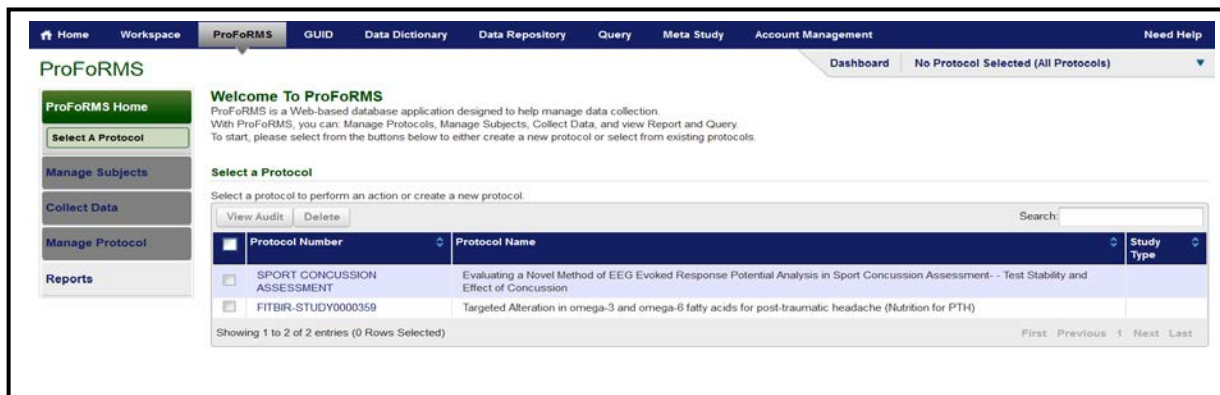 Home Workspace ProFoRMS GUID Data Dictionary Data Repository Query Meta Study Account Management Need Help
ProFoRMS
Dashboard No Protocol Selected (All Protocols)
ProFoRMS Home
Select A Protocol
Manage Subjects
Collect Data
Manage Protocol
Reports
Welcome To ProFoRMS
ProFoRMS is a Web-based database application designed to help manage data collection.
With ProFoRMS, you can: Manage Protocols, Manage Subjects, Collect Data, and view Report and Query.
To start, please select from the buttons below to either create a new protocol or select from existing protocols.
Select a Protocol
Select a protocol to perform an action or create a new protocol.
View Audit Delete Search:
Protocol Number Protocol Name Study
Type
SPORT CONCUSSION Evaluating a Novel Method of EEG Evoked Response Potential Analysis in Sport Concussion Assessment- - Test Stability and
ASSESSMENT Effect of Concussion
FITBIR-STUDY0000359 Targeted Alteration in omega-3 and omega-6 fatty acids for post-traumatic headache (Nutrition for PTH)
Showing 1 to 2 of 2 entries (0 Rows Selected) First Previous 1 Next Last